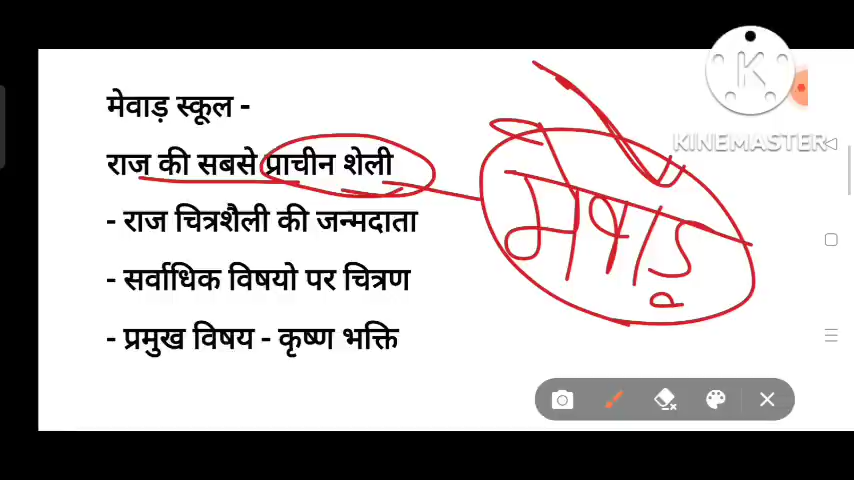 मेवाड़ स्कूल -
राज की सबसे प्राचीन शेली
- राज चित्रशैली की जन्मदाता
- सर्वाधिक विषयो पर चित्रण
- प्रमुख विषय - कृष्ण भक्ति
मेवाड़
KINEMASTER